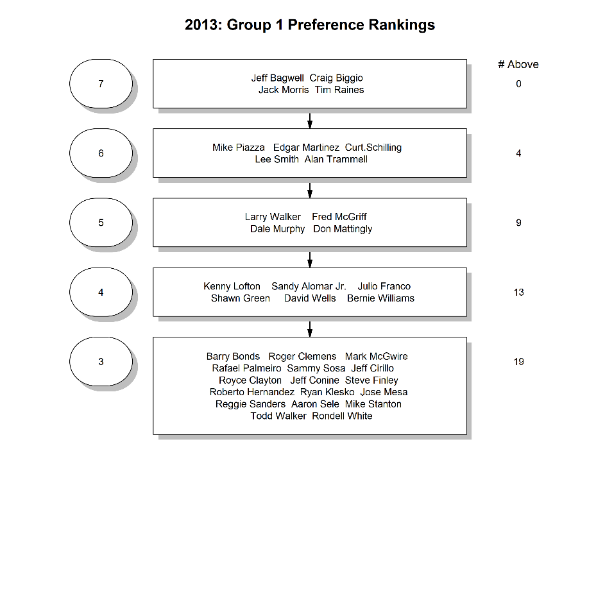 2013: Group 1 Preference Rankings
# Above
7
Jeff Bagwell Craig Biggio
Jack Morris Tim Raines
0
6
Mike Piazza Edgar Martinez Curt.Schilling
Lee Smith Alan Trammell
4
5
Larry Walker Fred McGriff
Dale Murphy Don Mattingly
9
4
Kenny Lofton Sandy Alomar Jr. Julio Franco
Shawn Green David Wells Bernie Williams
13
3
Barry Bonds Roger Clemens Mark McGwire
Rafael Palmeiro Sammy Sosa Jeff Cirillo
Royce Clayton Jeff Conine Steve Finley
Roberto Hernandez Ryan Klesko Jose Mesa
Reggie Sanders Aaron Sele Mike Stanton
Todd Walker Rondell White
19